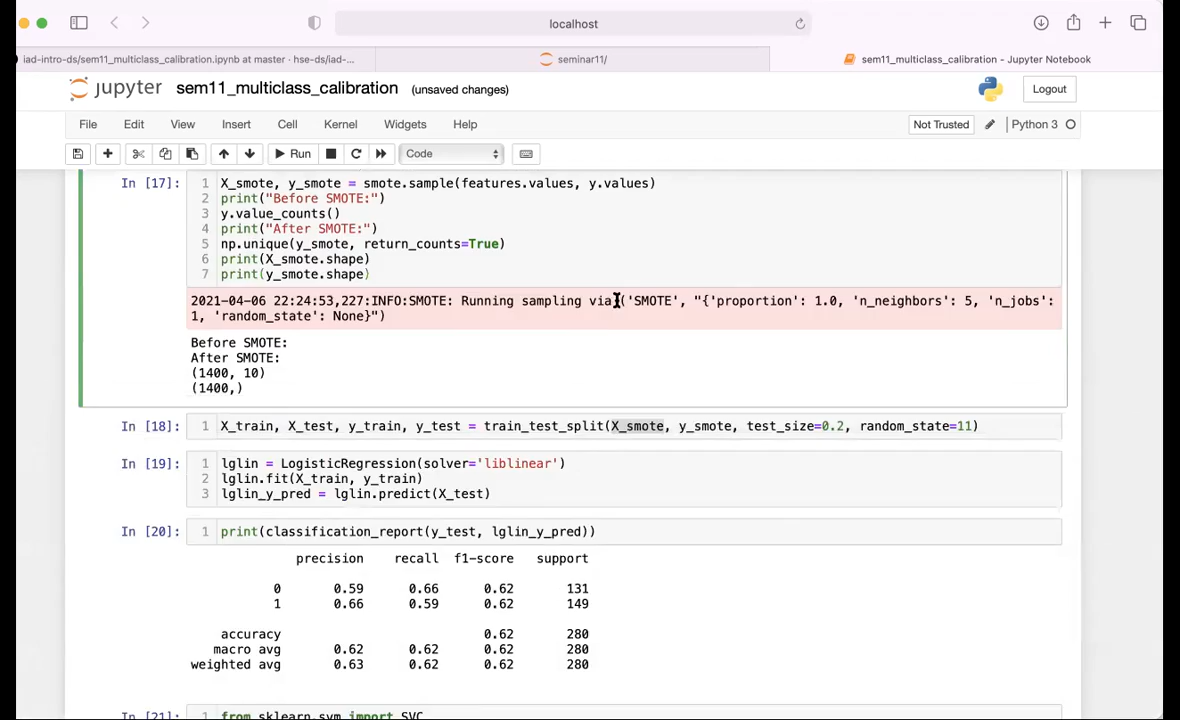 localhost
iad-intro-ds/sem11_multiclass_calibration.ipynb at master · hse-ds/iad-...
seminar11/
sem11_multiclass_calibration - Jupyter Notebook
jupyter sem11_multiclass_calibration (unsaved changes)
Logout
File Edit View Insert Cell Kernel Widgets Help
Not Trusted
Python 3
Run
Code
In [17]:
1 X_smote, y_smote = smote.sample(features.values, y.values)
2 print("Before SMOTE:")
3 y.value_counts()
4 print("After SMOTE:")
5 np.unique(y_smote, return_counts=True)
6 print(X_smote.shape)
7 print(y_smote.shape)
2021-04-06 22:24:53,227:INFO:SMOTE: Running sampling via ('SMOTE', "{'proportion': 1.0, 'n_neighbors': 5, 'n_jobs':
1, 'random_state': None}")
Before SMOTE:
After SMOTE:
(1400, 10)
(1400,)
In [18]:
1 X_train, X_test, y_train, y_test = train_test_split(X_smote, y_smote, test_size=0.2, random_state=11)
In [19]:
1 lglin = LogisticRegression(solver='liblinear')
2 lglin.fit(X_train, y_train)
3 lglin_y_pred = lglin.predict(X_test)
In [20]:
1 print(classification_report(y_test, lglin_y_pred))
precision recall f1-score support
0 0.59 0.66 0.62 131
1 0.66 0.59 0.62 149
accuracy 0.62 280
macro avg 0.62 0.62 0.62 280
weighted avg 0.63 0.62 0.62 280
In [21]:
1 from sklearn.svm import SVC